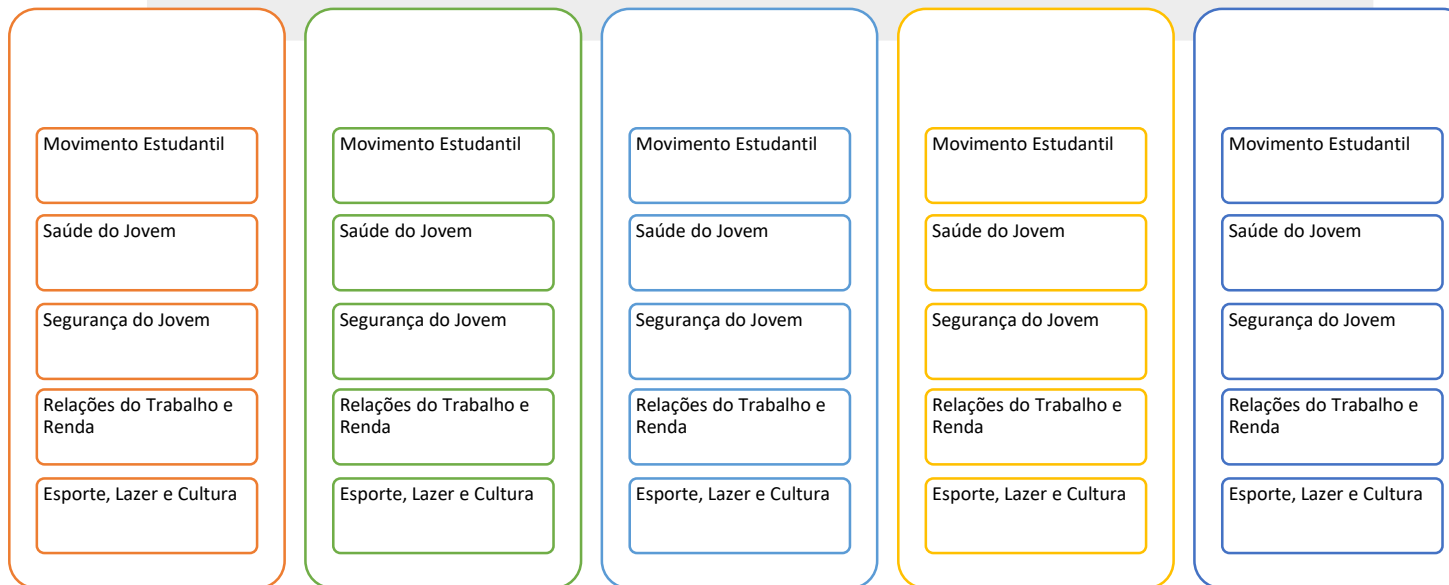 Movimento Estudantil
Saúde do Jovem
Segurança do Jovem
Relações do Trabalho e
Renda
Esporte, Lazer e Cultura
Movimento Estudantil
Saúde do Jovem
Segurança do Jovem
Relações do Trabalho e
Renda
Esporte, Lazer e Cultura
Movimento Estudantil
Saúde do Jovem
Segurança do Jovem
Relações do Trabalho e
Renda
Esporte, Lazer e Cultura
Movimento Estudantil
Saúde do Jovem
Segurança do Jovem
Relações do Trabalho e
Renda
Esporte, Lazer e Cultura
Movimento Estudantil
Saúde do Jovem
Segurança do Jovem
Relações do Trabalho e
Renda
Esporte, Lazer e Cultura